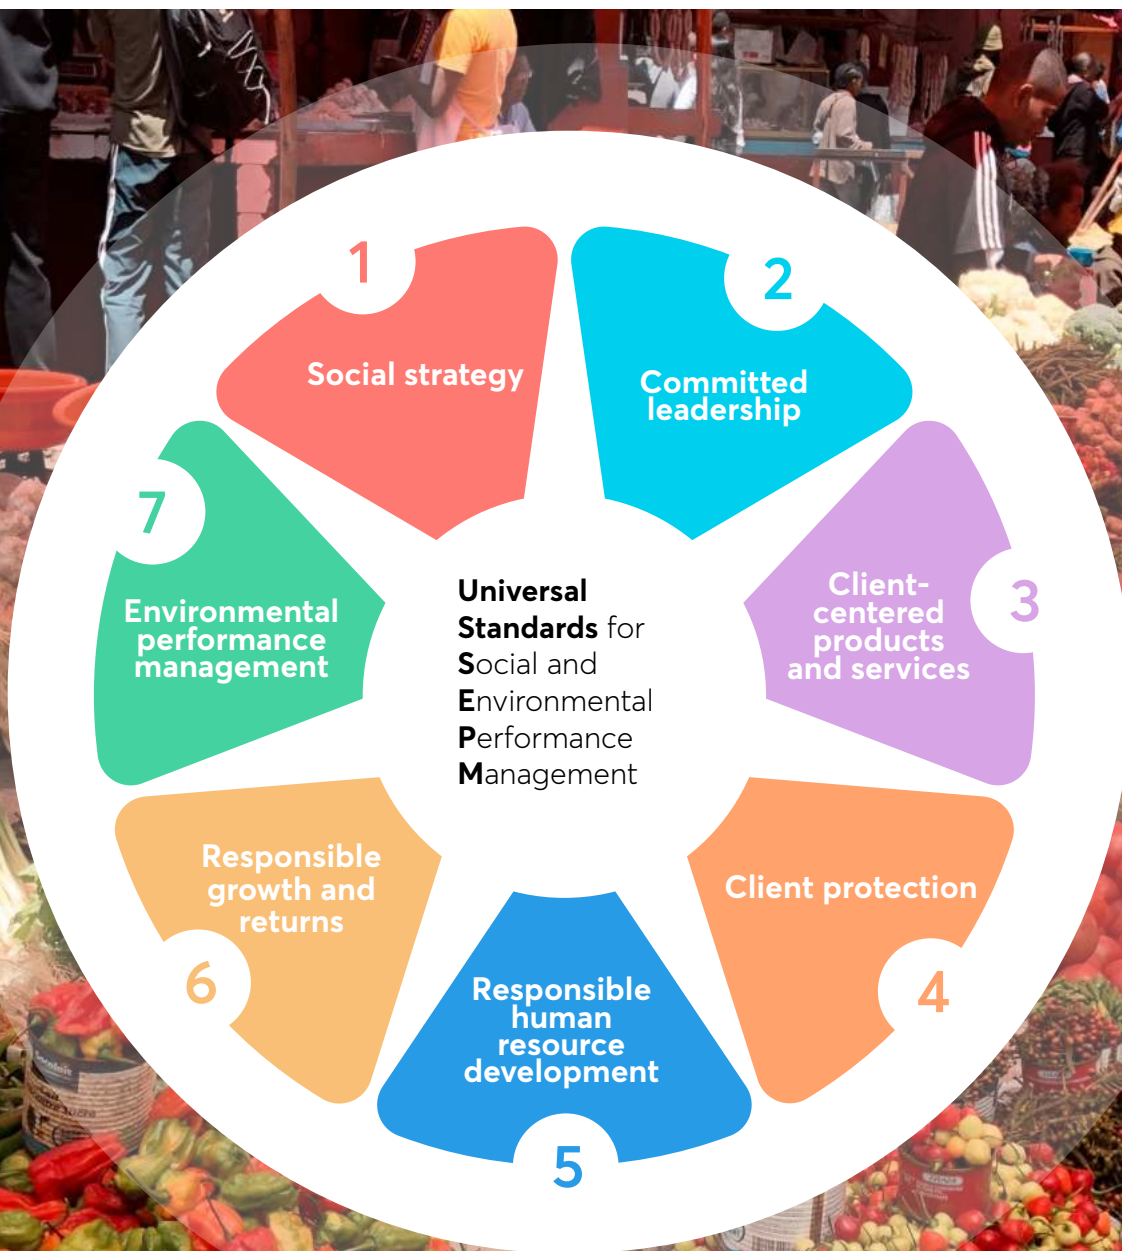 1
Social strategy
2
Committed
leadership
3
Client-
centered
products
and services
4
Client protection
5
Responsible
human
resource
development
6
Responsible
growth and
returns
7
Environmental
performance
management
Universal
Standards for
Social and
Environmental
Performance
Management